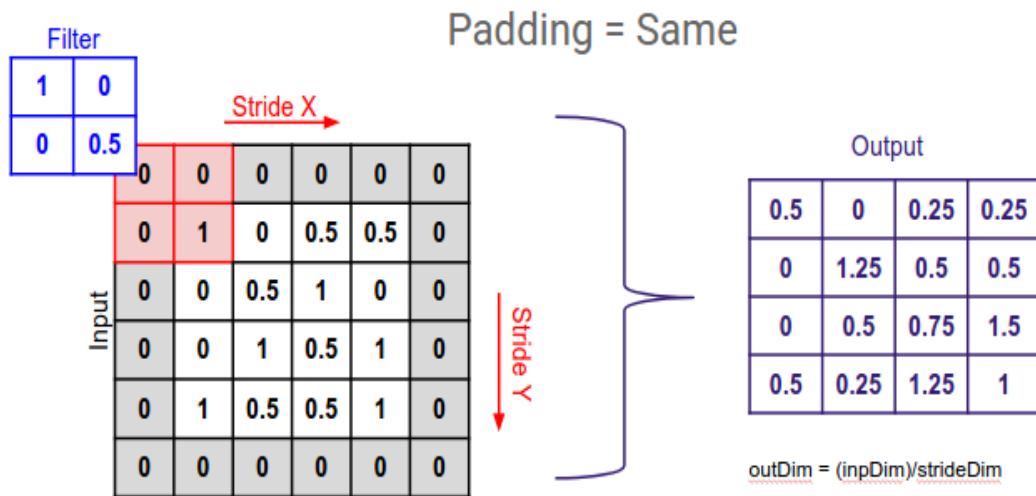 Padding = Same
Filter
1 0
0 0.5
Stride X
Input
0 0 0 0 0 0
0 1 0 0.5 0.5 0
0 0 0.5 1 0 0
0 0 1 0.5 1 0
0 1 0.5 0.5 1 0
0 0 0 0 0 0
Stride Y
Output
0.5 0 0.25 0.25
0 1.25 0.5 0.5
0 0.5 0.75 1.5
0.5 0.25 1.25 1
outDim = (inpDim)/strideDim